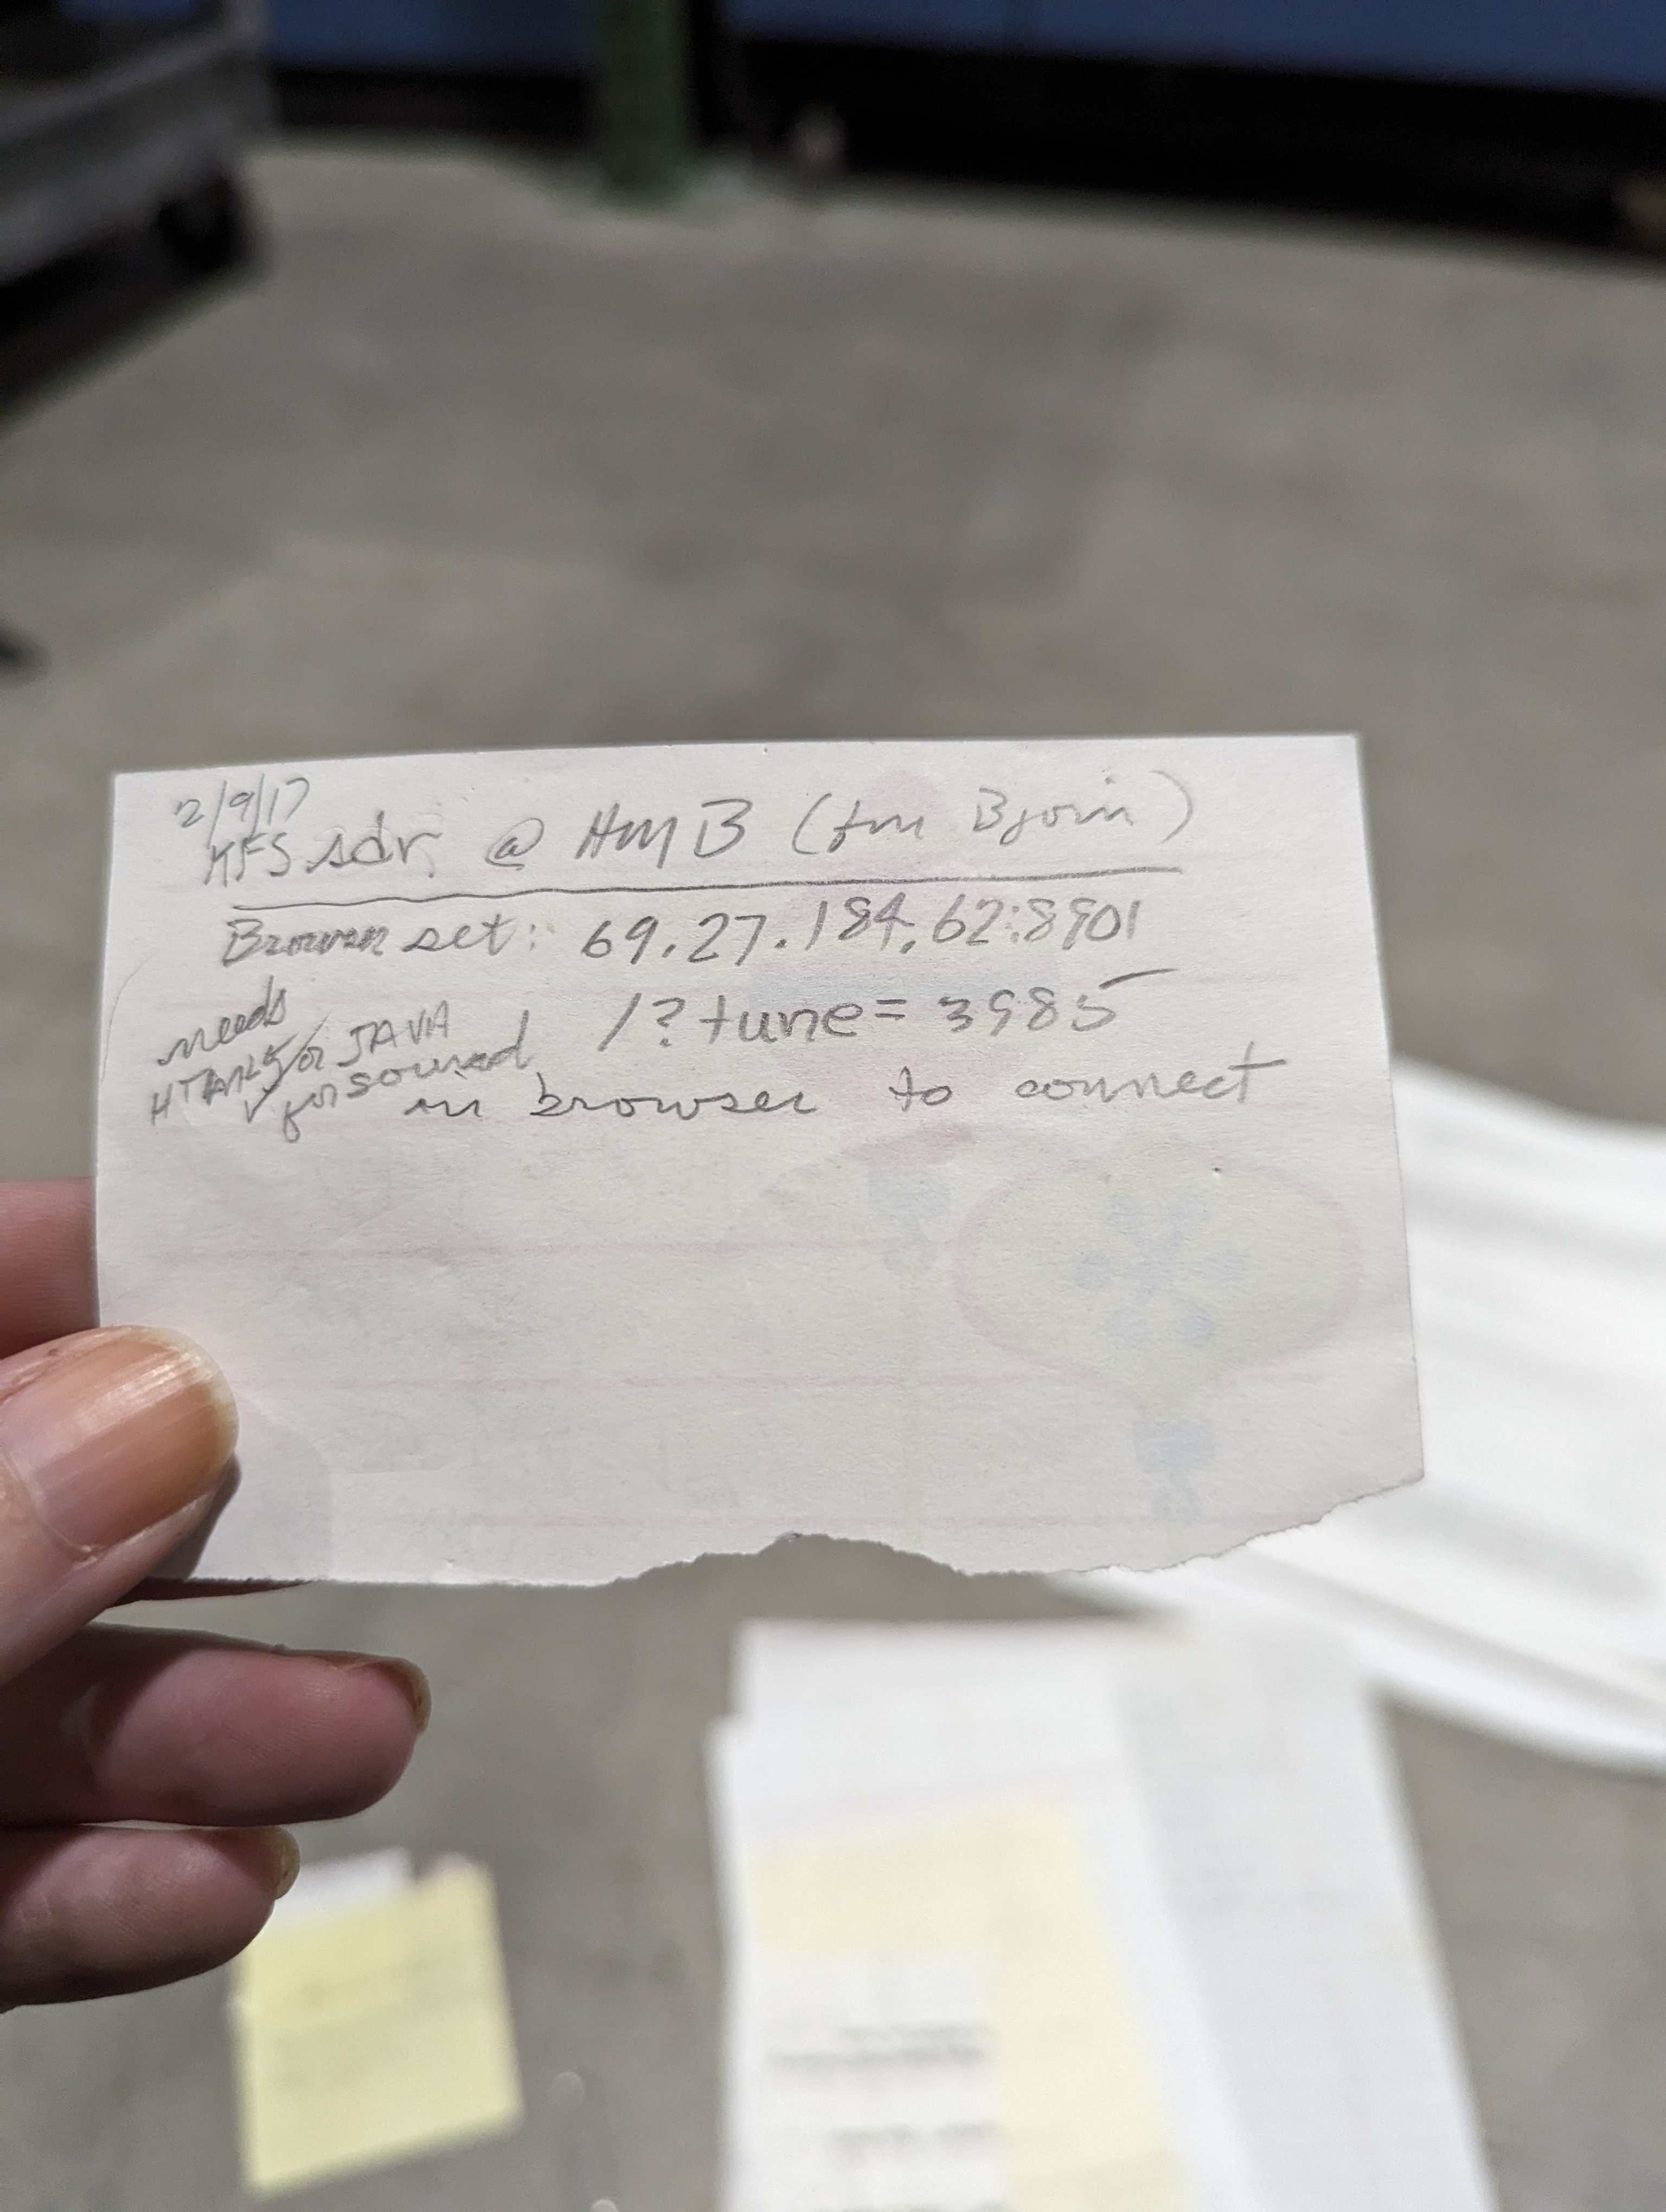 2/9/17
KFS sdr @ HMB (fm Bjorn)
Browser set: 69.27.184.62:8901
/?tune=3985
needs
HTML5/or JAVA
for sound
in browser to connect